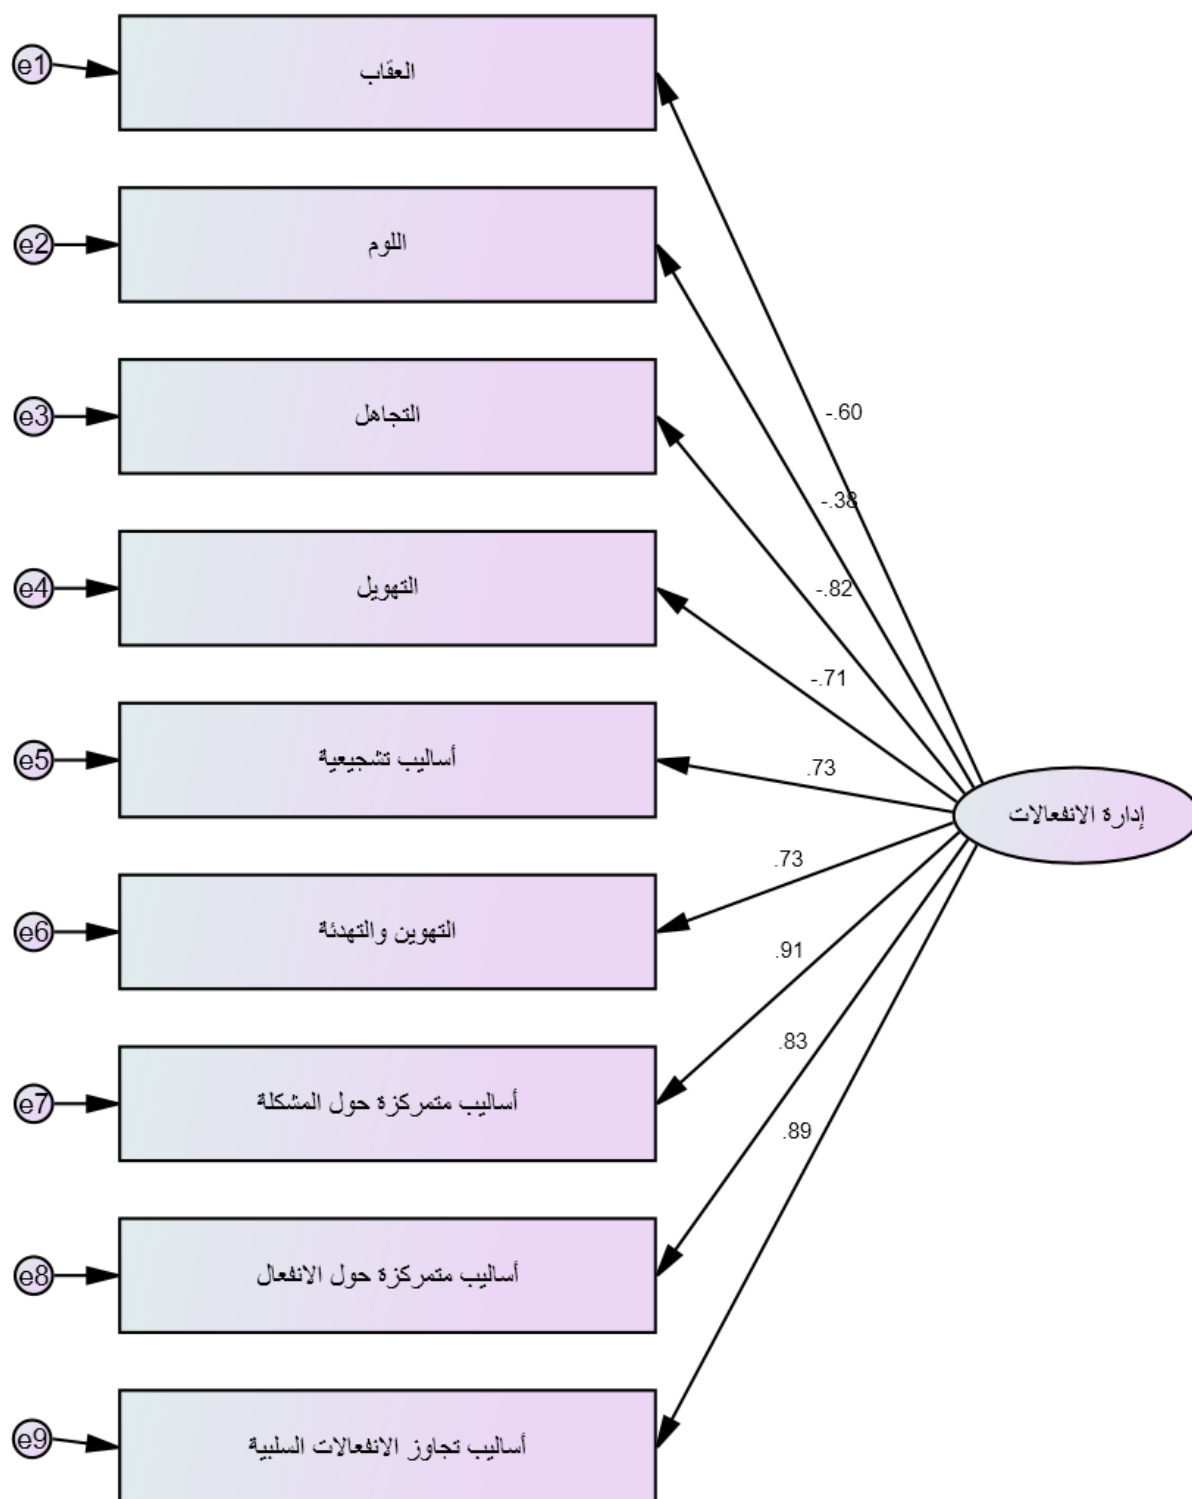 e1
العقاب
e2
اللوم
e3
التجاهل
e4
التهويل
e5
أساليب تشجيعية
e6
التهوين والتهدئة
e7
أساليب متمركزة حول المشكلة
e8
أساليب متمركزة حول الانفعال
e9
أساليب تجاوز الانفعالات السلبية
-.60
-.38
-.82
-.71
.73
.73
.91
.83
.89
إدارة الانفعالات